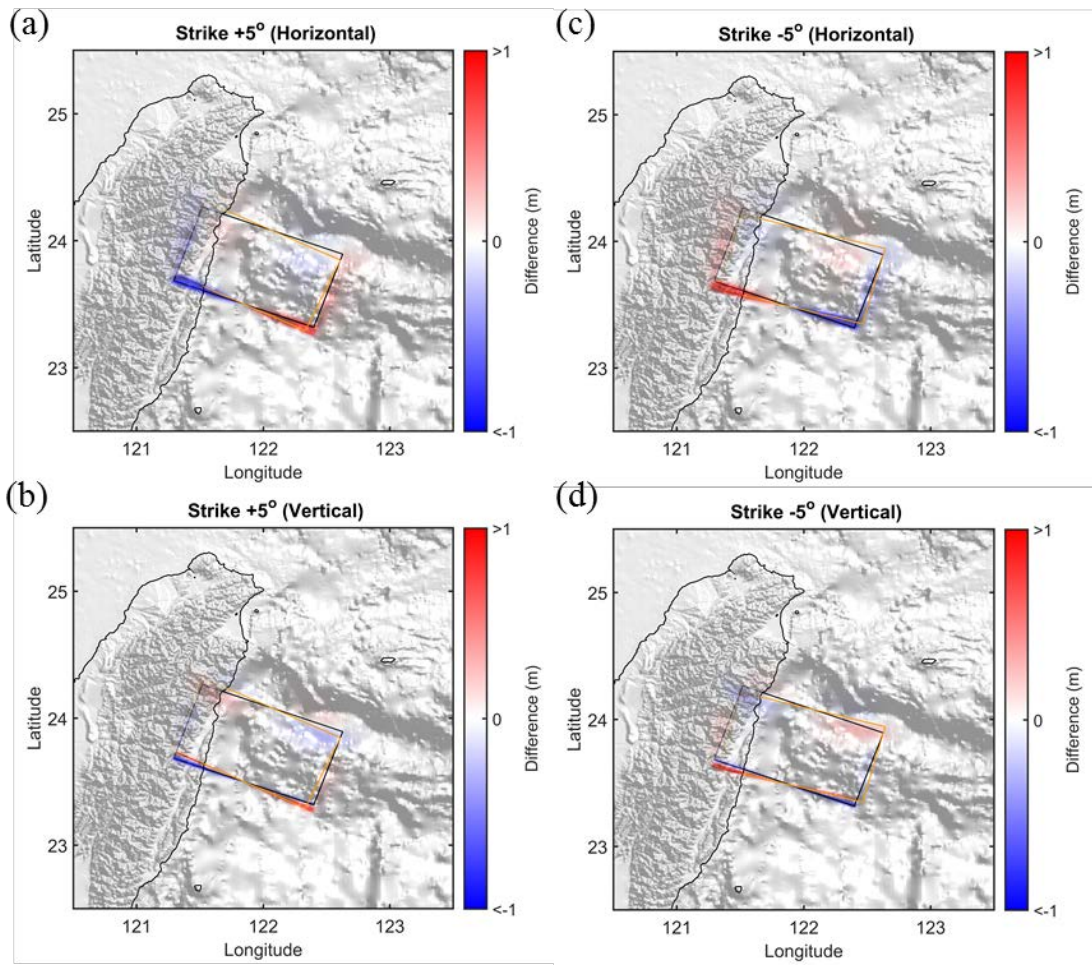 (a)
Strike +5° (Horizontal)
>1
25
24
23
Latitude
0
Difference (m)
<-1
121
122
123
Longitude
(c)
Strike -5° (Horizontal)
>1
25
24
23
Latitude
0
Difference (m)
<-1
121
122
123
Longitude
(b)
Strike +5° (Vertical)
>1
25
24
23
Latitude
0
Difference (m)
<-1
121
122
123
Longitude
(d)
Strike -5° (Vertical)
>1
25
24
23
Latitude
0
Difference (m)
<-1
121
122
123
Longitude